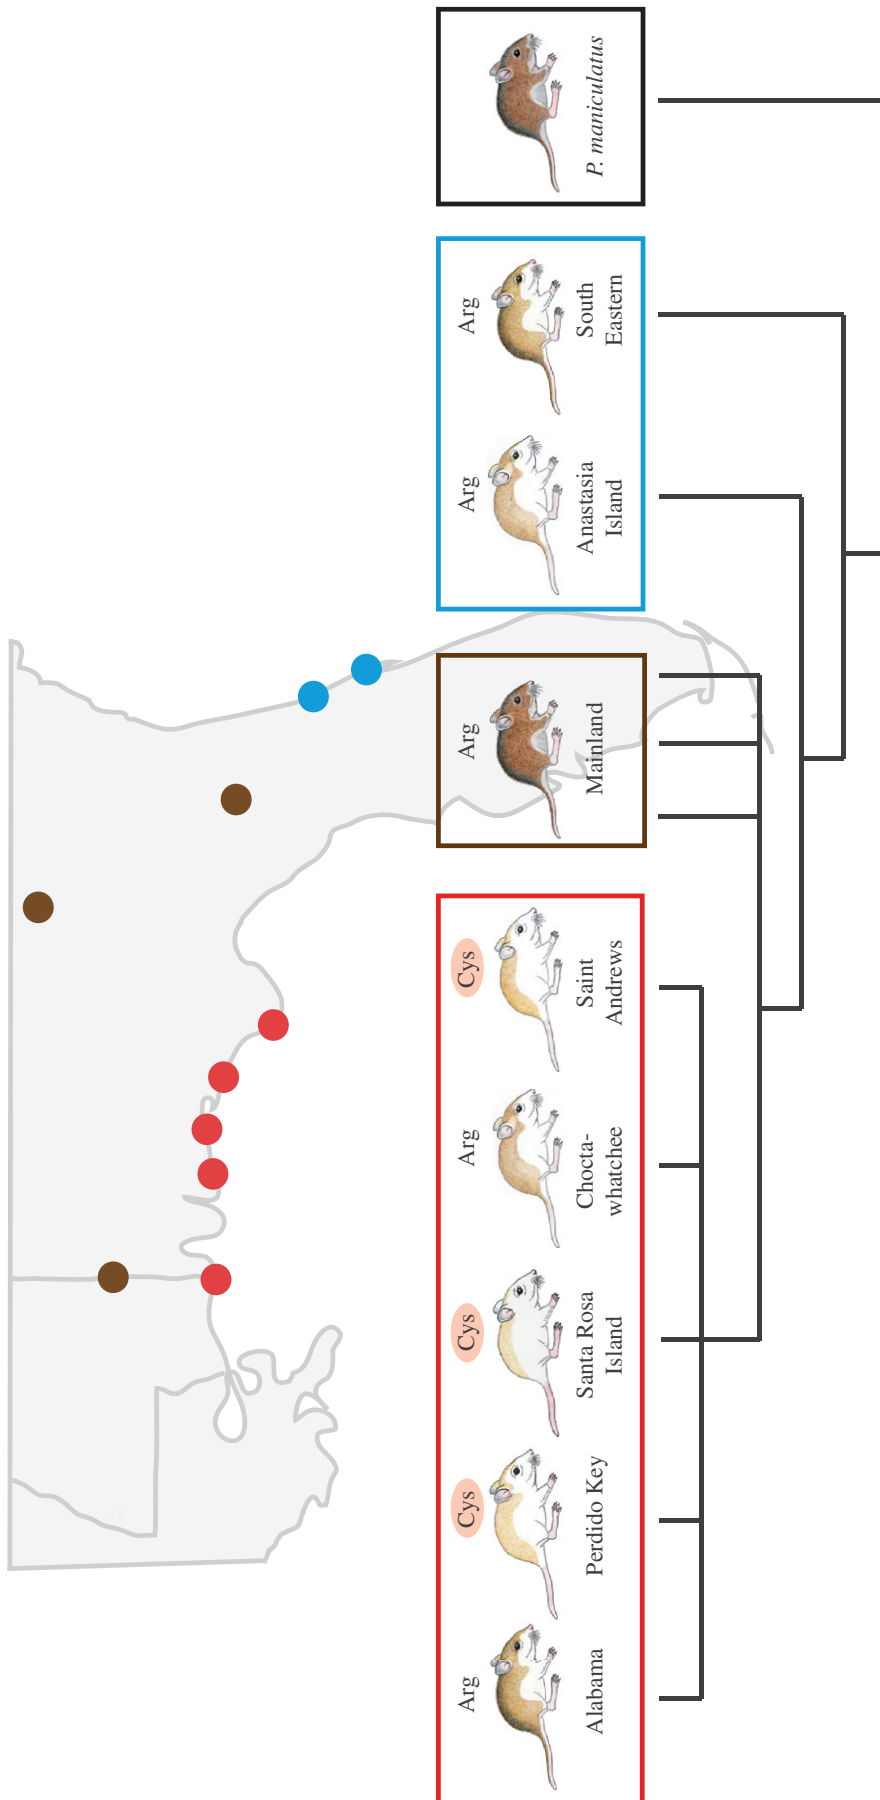 Arg
Alabama
Cys
Perdido Key
Cys
Santa Rosa
Island
Arg
Chocta-
whatchee
Cys
Saint
Andrews
Arg
Mainland
Arg
Anastasia
Island
Arg
South
Eastern
P. maniculatus